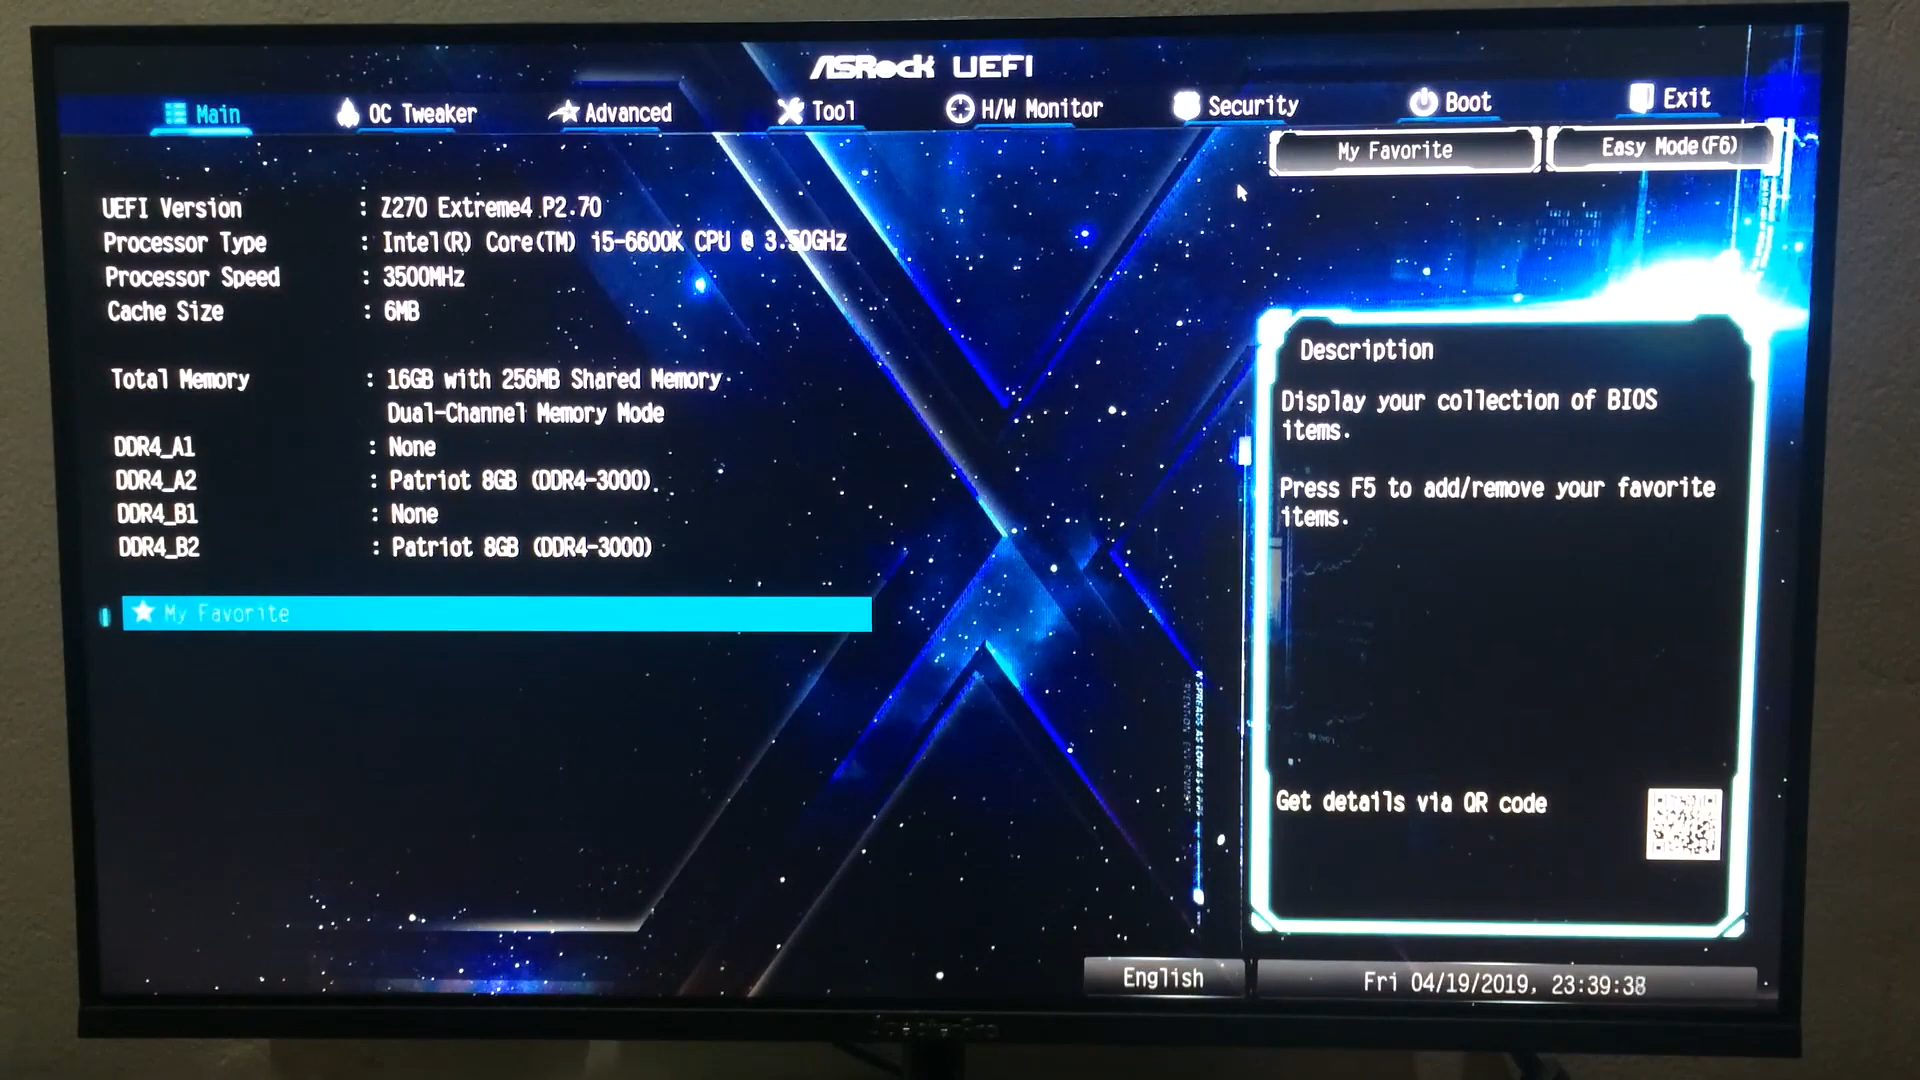 ASRock UEFI
Main OC Tweaker Advanced Tool H/W Monitor Security Boot Exit
My Favorite Easy Mode(F6)
UEFI Version : Z270 Extreme4 P2.70
Processor Type : Intel(R) Core(TM) i5-6600K CPU @ 3.50GHz
Processor Speed : 3500MHz
Cache Size : 6MB
Total Memory : 16GB with 256MB Shared Memory
Dual-Channel Memory Mode
DDR4_A1 : None
DDR4_A2 : Patriot 8GB (DDR4-3000)
DDR4_B1 : None
DDR4_B2 : Patriot 8GB (DDR4-3000)
My Favorite
Description
Display your collection of BIOS
items.
Press F5 to add/remove your favorite
items.
Get details via QR code
English
Fri 04/19/2019, 23:39:38